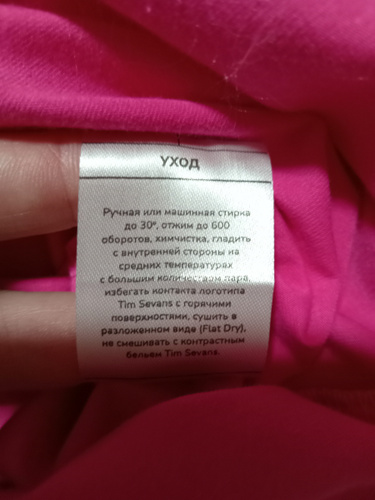 УХОД
Ручная или машинная стирка
до 30°, отжим до 600
оборотов, химчистка, гладить
с внутренней стороны на
средних температурах
с большим количеством пара,
избегать контакта логотипа
Tim Sevans с горячими
поверхностями, сушить в
разложенном виде (Flat Dry),
не смешивать с контрастным
бельем Tim Sevans.